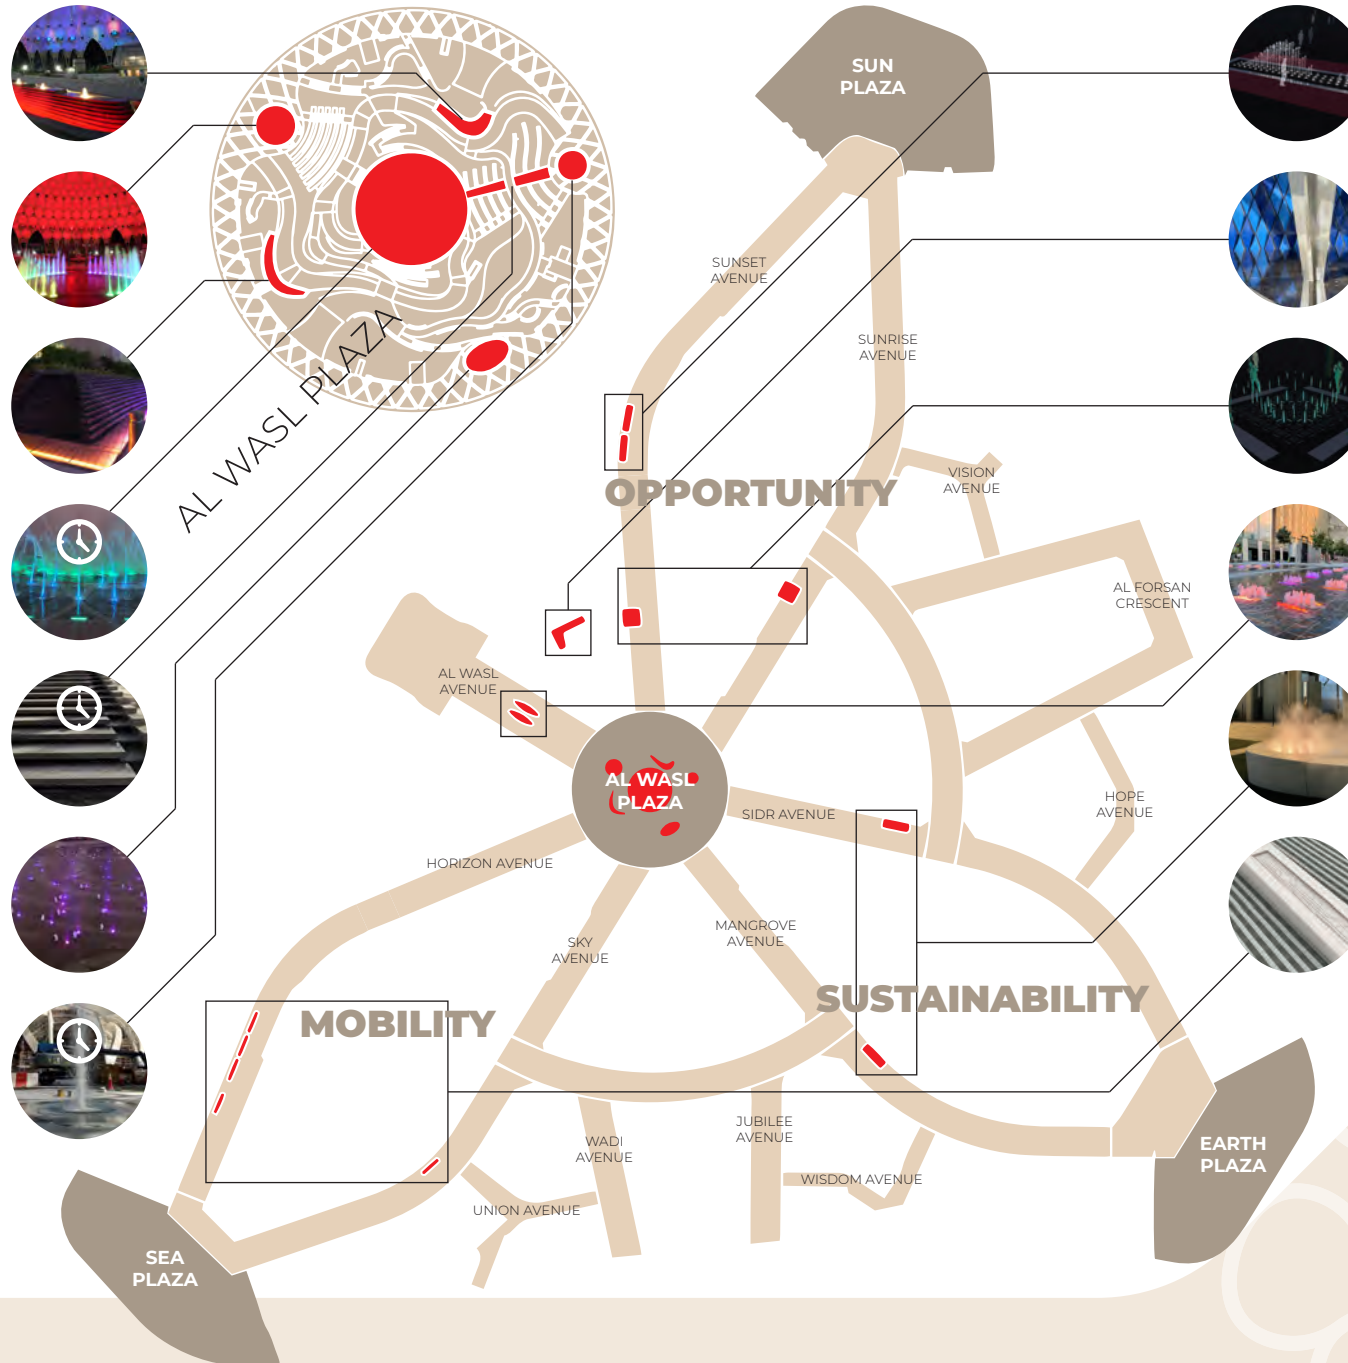 SUN
PLAZA
SUNSET
AVENUE
SUNRISE
AVENUE
AL WASL PLAZA
OPPORTUNITY
VISION
AVENUE
AL FORSAN
CRESCENT
AL WASL
AVENUE
AL WASL
PLAZA
SIDR AVENUE
HOPE
AVENUE
HORIZON AVENUE
MANGROVE
AVENUE
SKY
AVENUE
SUSTAINABILITY
MOBILITY
JUBILEE
AVENUE
WADI
AVENUE
EARTH
PLAZA
WISDOM AVENUE
UNION AVENUE
SEA
PLAZA